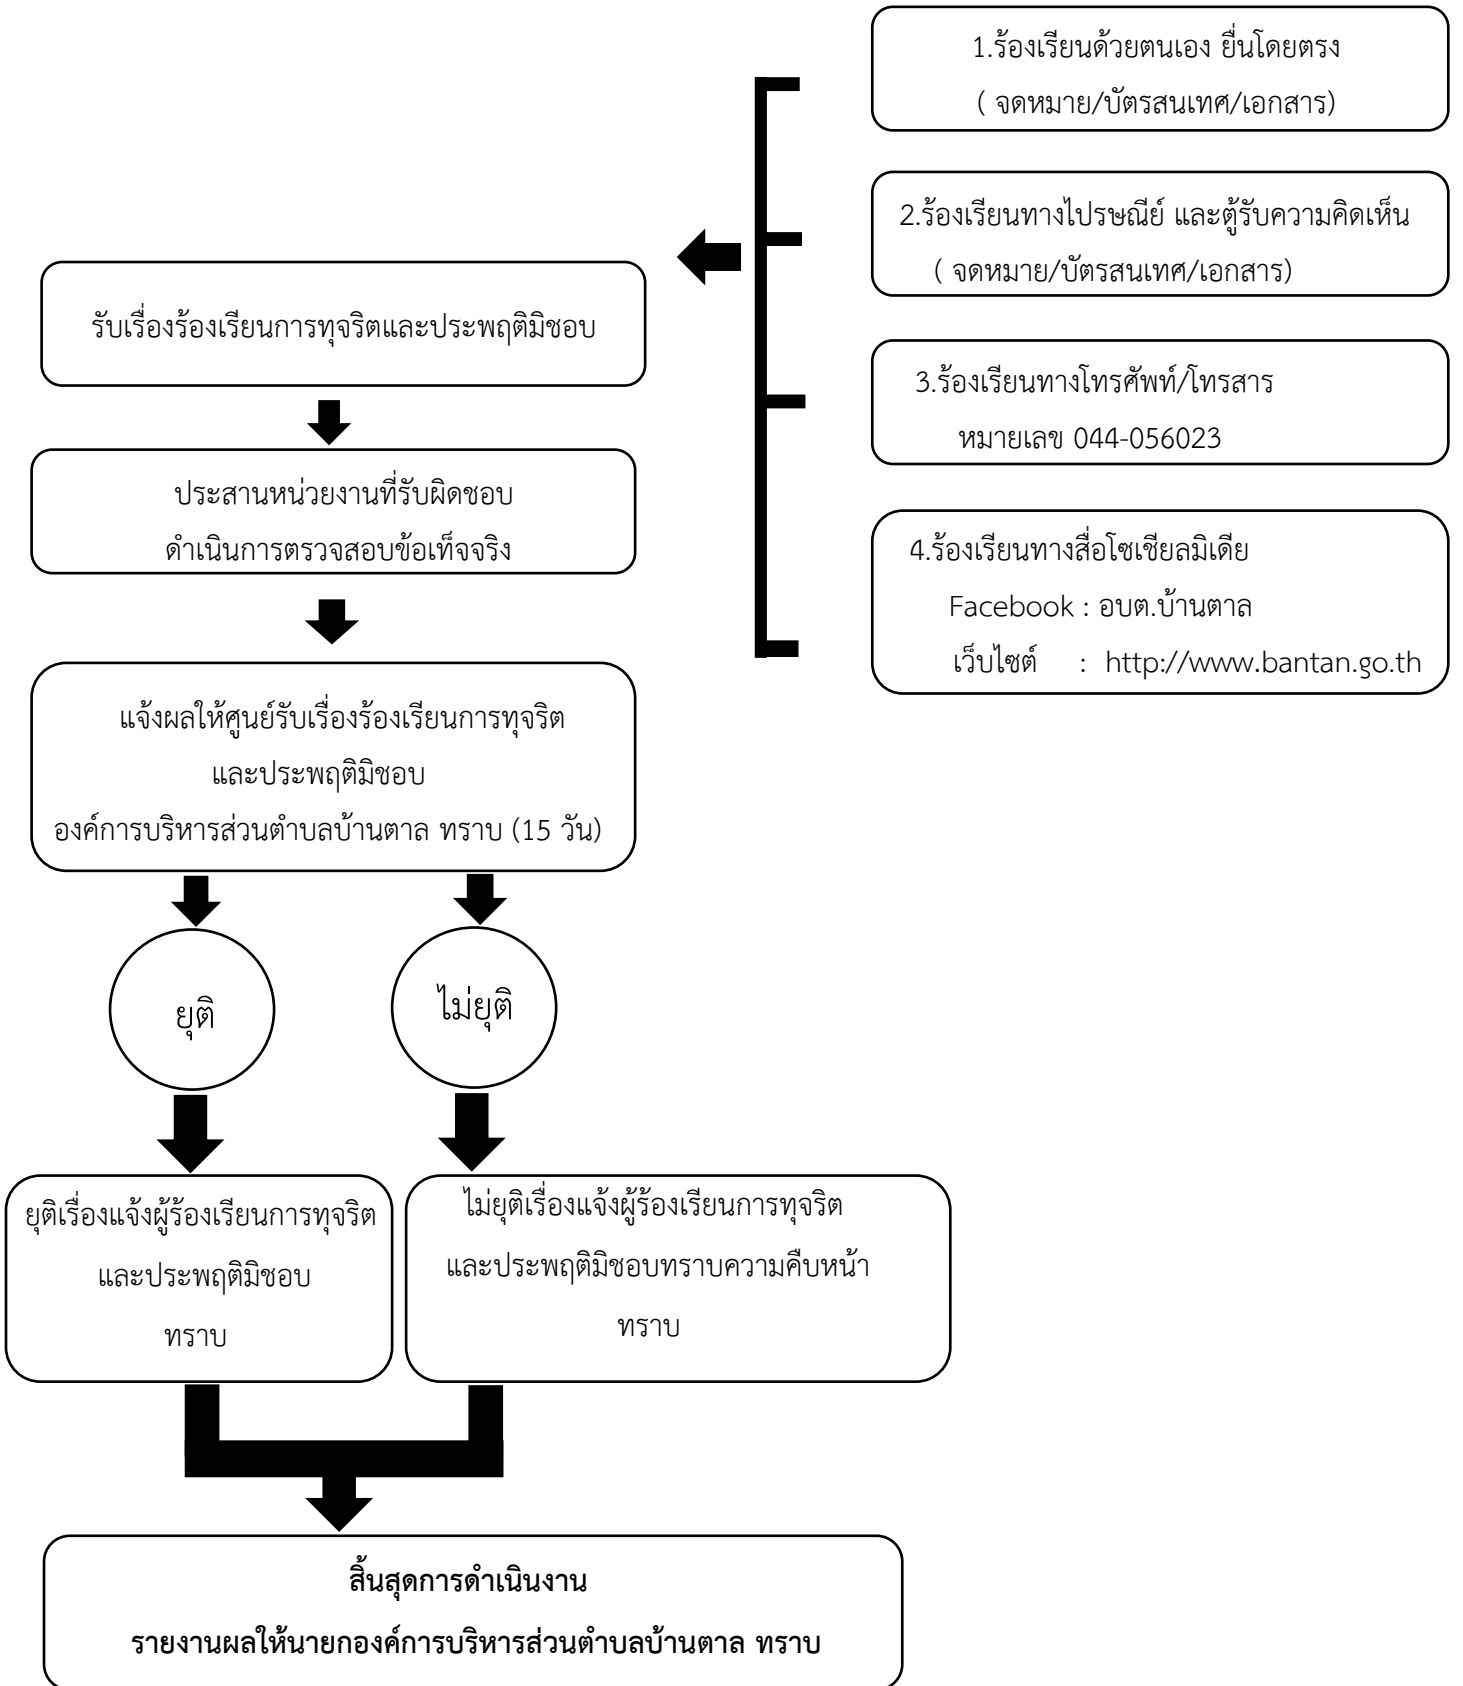 1.ร้องเรียนด้วยตนเอง ยื่นโดยตรง
( จดหมาย/บัตรสนเทศ/เอกสาร)
2.ร้องเรียนทางไปรษณีย์ และตู้รับความคิดเห็น
( จดหมาย/บัตรสนเทศ/เอกสาร)
3.ร้องเรียนทางโทรศัพท์/โทรสาร
หมายเลข 044-056023
4.ร้องเรียนทางสื่อโซเชียลมิเดีย
Facebook : อบต.บ้านตาล
เว็บไซต์ : http://www.bantan.go.th
รับเรื่องร้องเรียนการทุจริตและประพฤติมิชอบ
ประสานหน่วยงานที่รับผิดชอบ
ดำเนินการตรวจสอบข้อเท็จจริง
แจ้งผลให้ศูนย์รับเรื่องร้องเรียนการทุจริต
และประพฤติมิชอบ
องค์การบริหารส่วนตำบลบ้านตาล ทราบ (15 วัน)
ยุติ
ไม่ยุติ
ยุติเรื่องแจ้งผู้ร้องเรียนการทุจริต
และประพฤติมิชอบ
ทราบ
ไม่ยุติเรื่องแจ้งผู้ร้องเรียนการทุจริต
และประพฤติมิชอบทราบความคืบหน้า
ทราบ
สิ้นสุดการดำเนินงาน
รายงานผลให้นายกองค์การบริหารส่วนตำบลบ้านตาล ทราบ